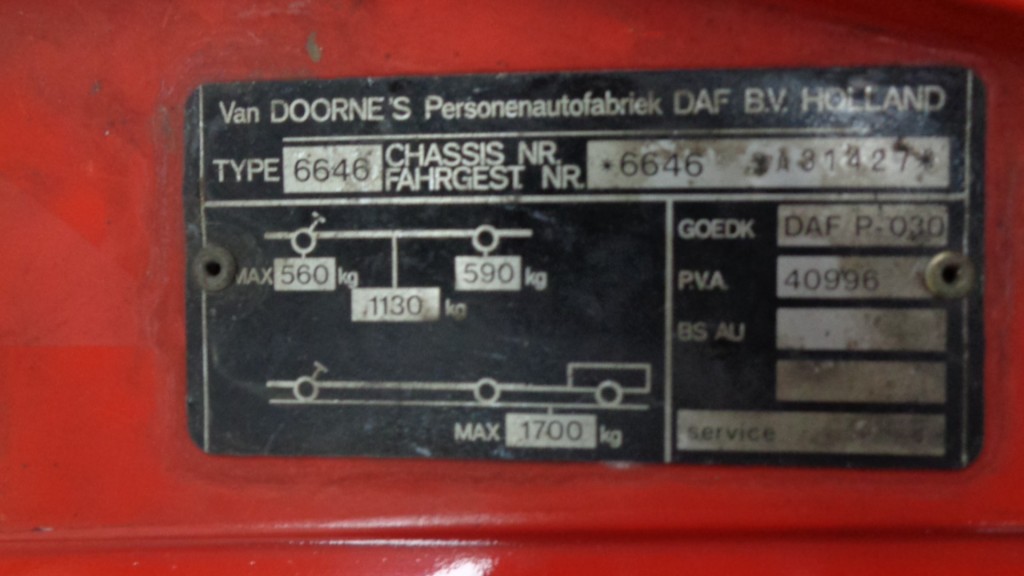 Van DOORNE'S Personenautofabriek DAF B.V. HOLLAND
TYPE 6646 CHASSIS NR. *6646 A31427*
FAHRGEST. NR.
GOEDK DAF P-030
MAX 560 kg 590 kg P.V.A. 40996
1130 kg
BS AU
MAX 1700 kg service